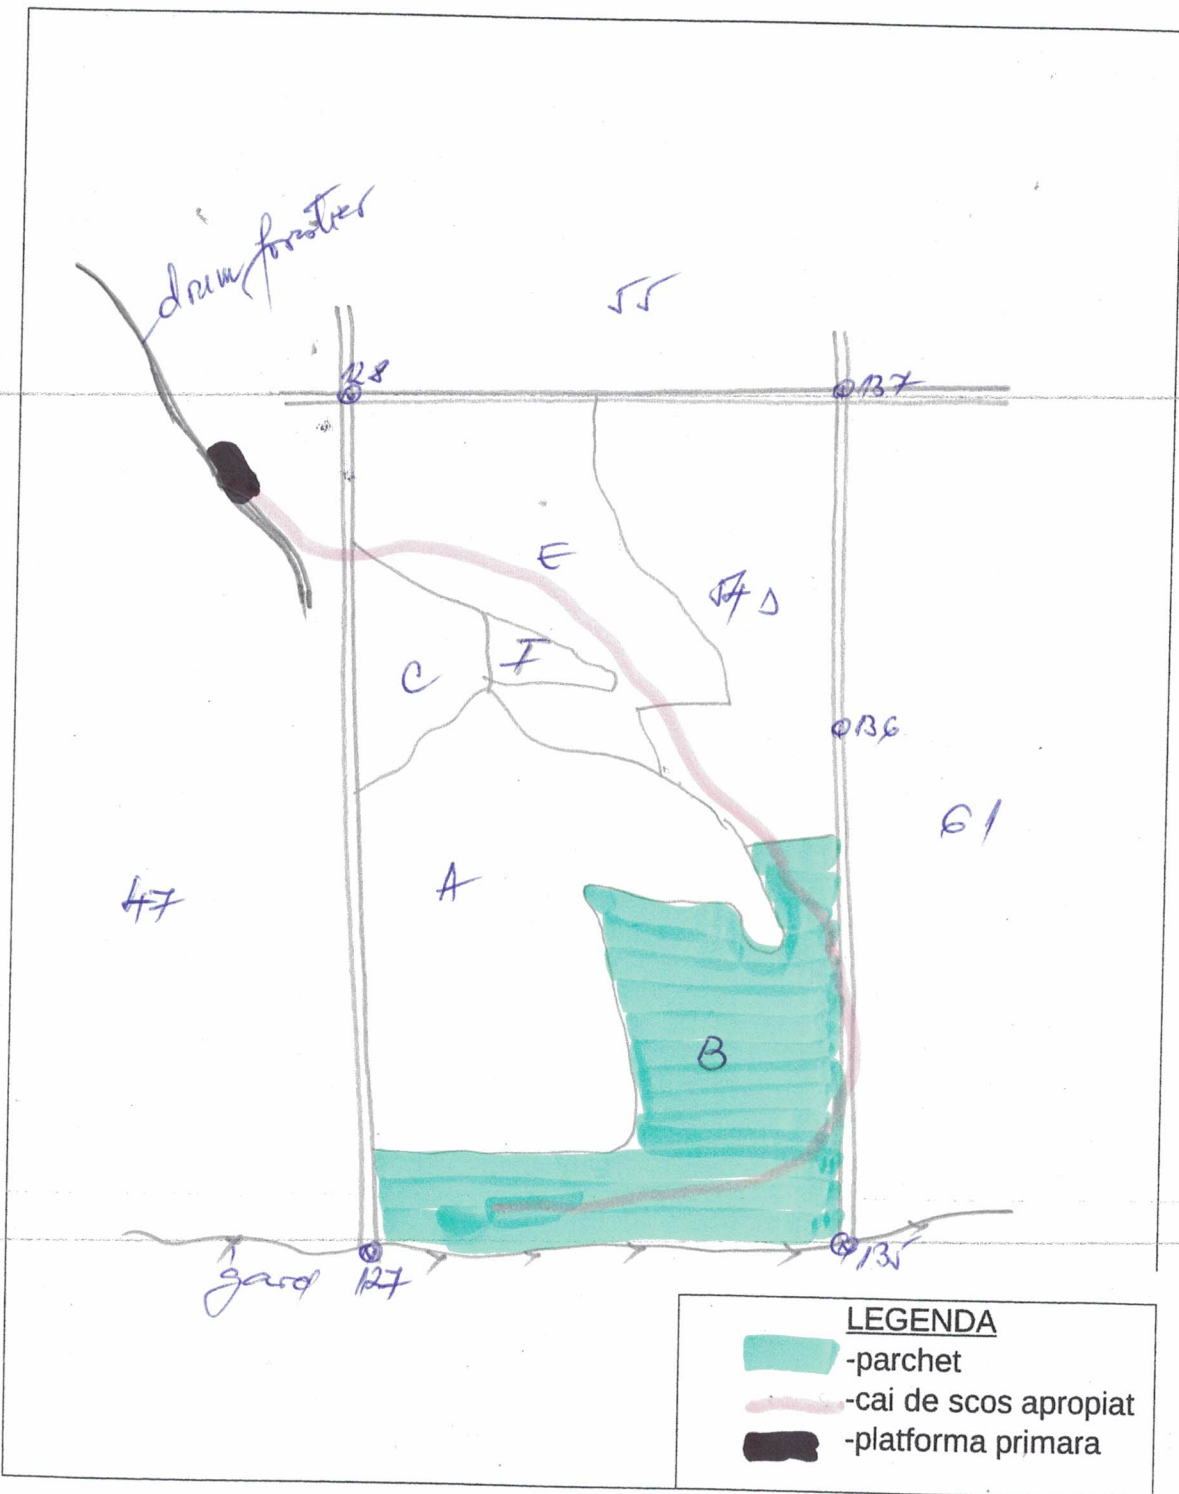 drum forestier
55
128
137
E
54 D
I
C
136
61
47
A
B
gard
127
135
LEGENDA
-parchet
-cai de scos apropiat
-platforma primara